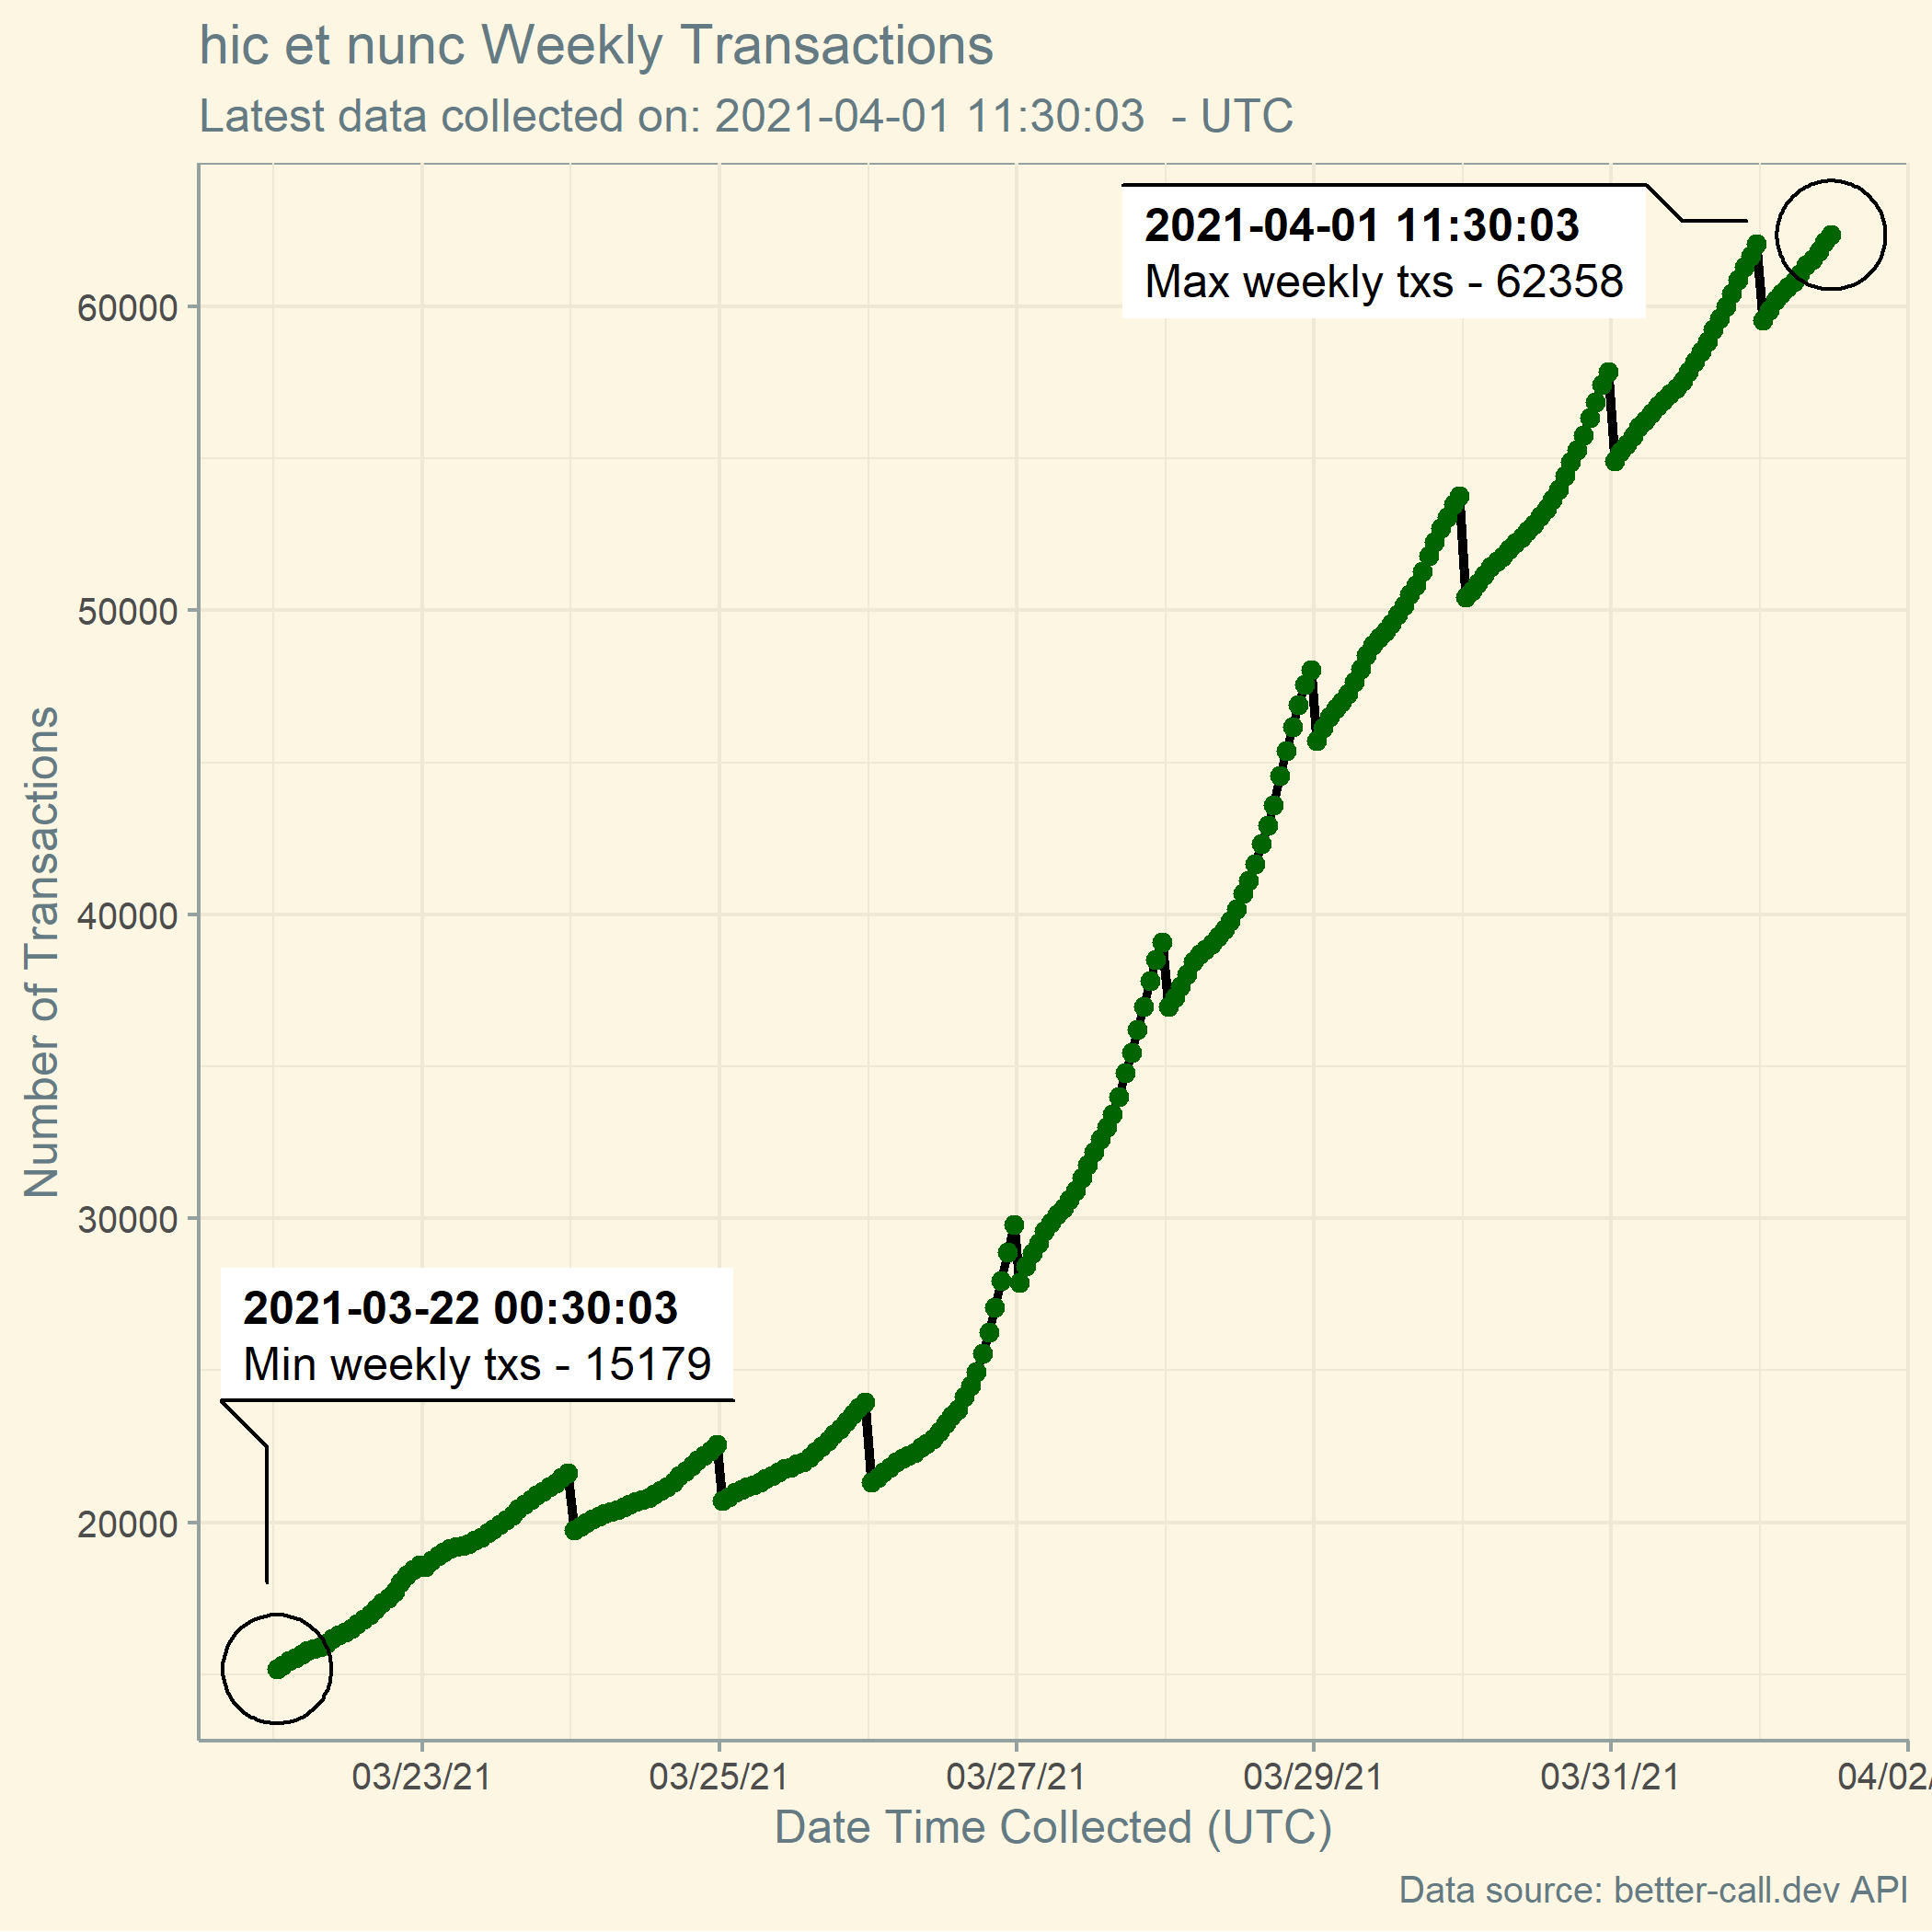 hic et nunc Weekly Transactions
Latest data collected on: 2021-04-01 11:30:03  - UTC
2021-04-01 11:30:03
Max weekly txs - 62358
60000
50000
40000
30000
20000
Number of Transactions
2021-03-22 00:30:03
Min weekly txs - 15179
03/23/21 03/25/21 03/27/21 03/29/21 03/31/21 04/02/
Date Time Collected (UTC)
Data source: better-call.dev API